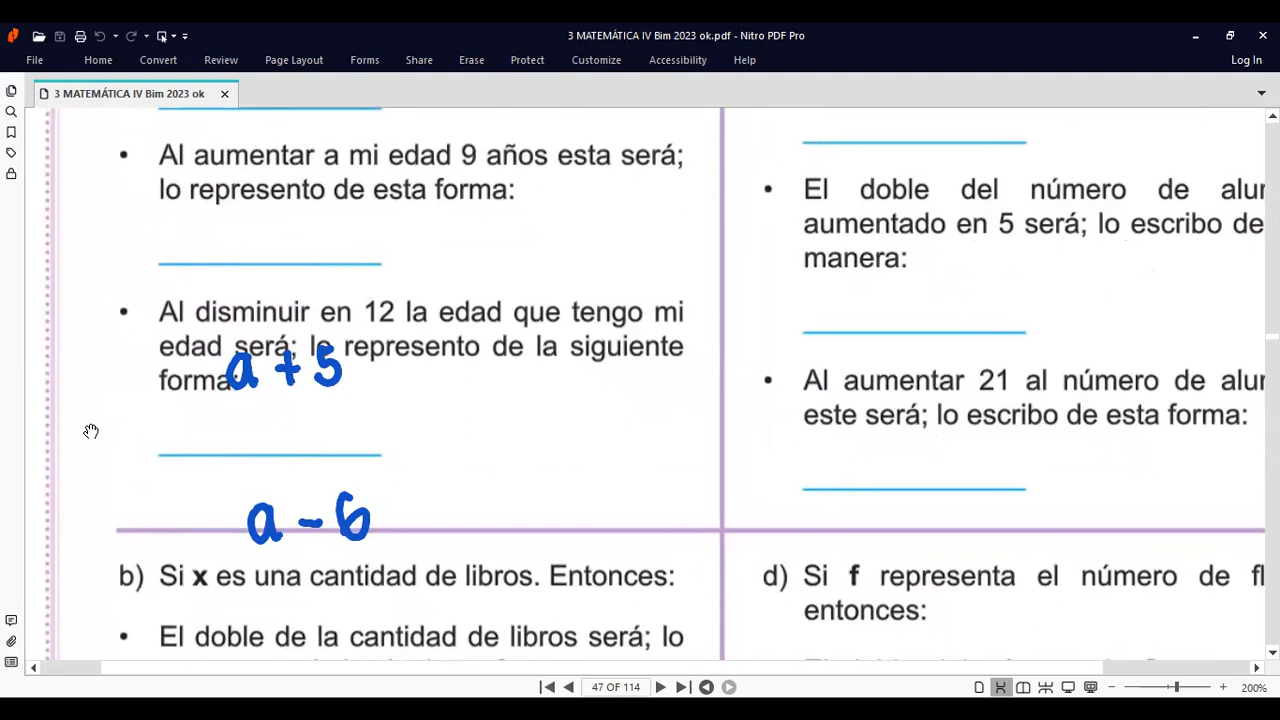 3 MATEMÁTICA IV Bim 2023 ok.pdf - Nitro PDF Pro
File Home Convert Review Page Layout Forms Share Erase Protect Customize Accessibility Help Log In
3 MATEMÁTICA IV Bim 2023 ok
• Al aumentar a mi edad 9 años esta será;
lo represento de esta forma:
• Al disminuir en 12 la edad que tengo mi
edad será; lo represento de la siguiente
forma:
a + 5
a - 6
b) Si x es una cantidad de libros. Entonces:
• El doble de la cantidad de libros será; lo
• El doble del número de alu
aumentado en 5 será; lo escribo de
manera:
• Al aumentar 21 al número de alu
este será; lo escribo de esta forma:
d) Si f representa el número de fl
entonces:
47 OF 114
200%